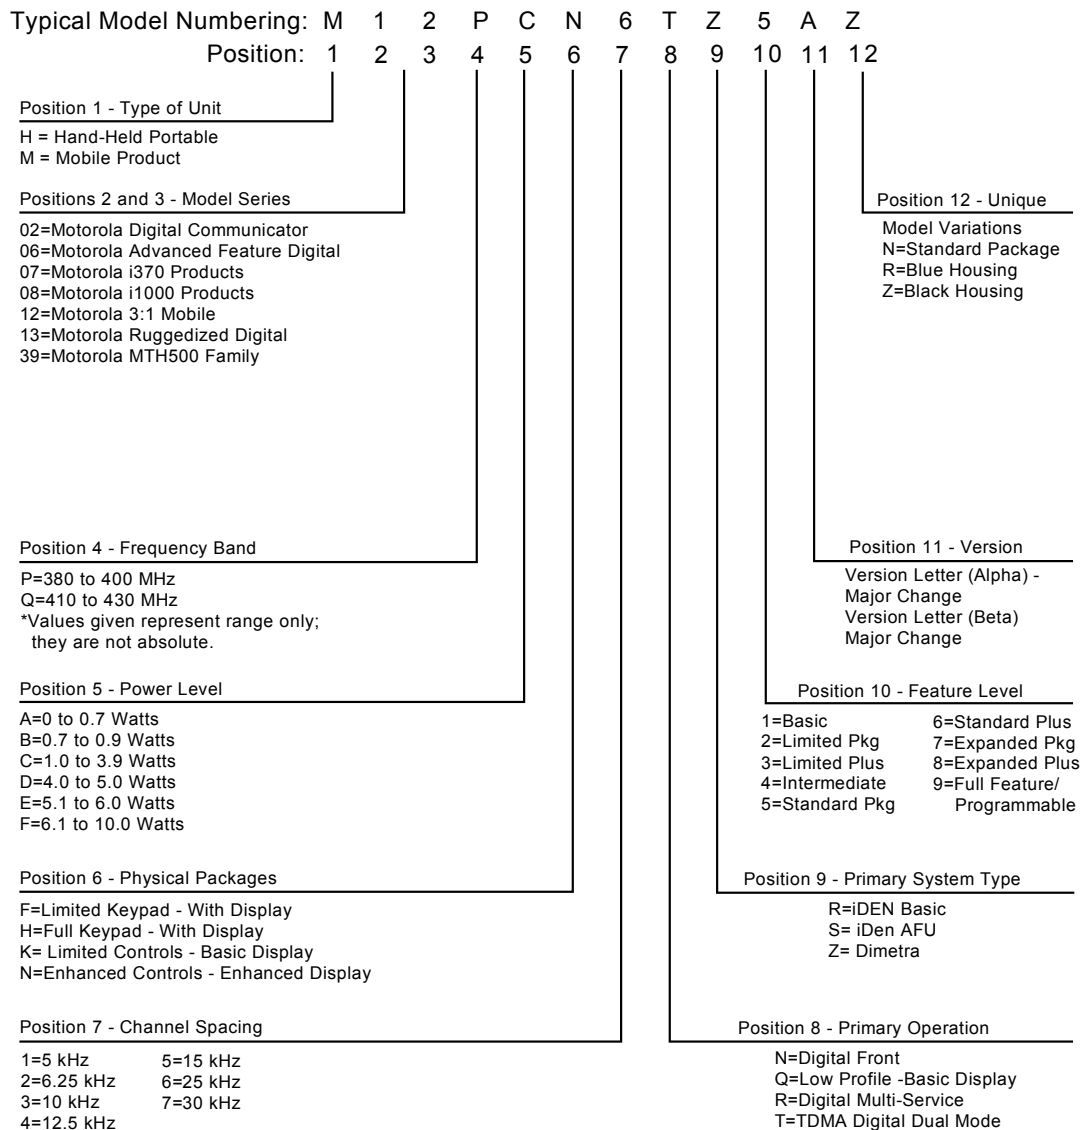 Typical Model Numbering: M 1 2 P C N 6 T Z 5 A Z
Position: 1 2 3 4 5 6 7 8 9 10 11 12
Position 1 - Type of Unit
H = Hand-Held Portable
M = Mobile Product
Positions 2 and 3 - Model Series
02=Motorola Digital Communicator
06=Motorola Advanced Feature Digital
07=Motorola i370 Products
08=Motorola i1000 Products
12=Motorola 3:1 Mobile
13=Motorola Ruggedized Digital
39=Motorola MTH500 Family
Position 12 - Unique
Model Variations
N=Standard Package
R=Blue Housing
Z=Black Housing
Position 4 - Frequency Band
P=380 to 400 MHz
Q=410 to 430 MHz
*Values given represent range only;
they are not absolute.
Position 11 - Version
Version Letter (Alpha) -
Major Change
Version Letter (Beta)
Major Change
Position 5 - Power Level
A=0 to 0.7 Watts
B=0.7 to 0.9 Watts
C=1.0 to 3.9 Watts
D=4.0 to 5.0 Watts
E=5.1 to 6.0 Watts
F=6.1 to 10.0 Watts
Position 10 - Feature Level
1=Basic
2=Limited Pkg
3=Limited Plus
4=Intermediate
5=Standard Pkg
6=Standard Plus
7=Expanded Pkg
8=Expanded Plus
9=Full Feature/
Programmable
Position 6 - Physical Packages
F=Limited Keypad - With Display
H=Full Keypad - With Display
K= Limited Controls - Basic Display
N=Enhanced Controls - Enhanced Display
Position 9 - Primary System Type
R=iDEN Basic
S= iDen AFU
Z= Dimetra
Position 7 - Channel Spacing
1=5 kHz
2=6.25 kHz
3=10 kHz
4=12.5 kHz
5=15 kHz
6=25 kHz
7=30 kHz
Position 8 - Primary Operation
N=Digital Front
Q=Low Profile -Basic Display
R=Digital Multi-Service
T=TDMA Digital Dual Mode